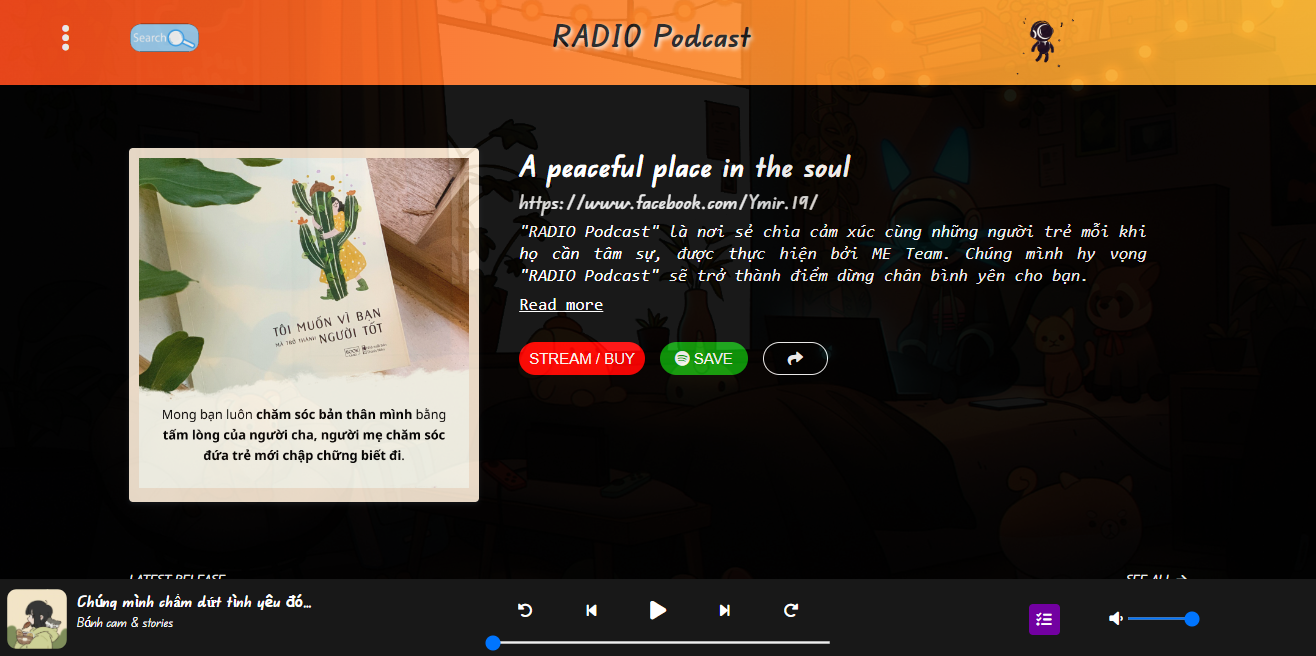 Search
RADIO Podcast
A peaceful place in the soul
https://www.facebook.com/Ymir.19/
"RADIO Podcast" là nơi sẻ chia cảm xúc cùng những người trẻ mỗi khi
họ cần tâm sự, được thực hiện bởi ME Team. Chúng mình hy vọng
"RADIO Podcast" sẽ trở thành điểm dừng chân bình yên cho bạn.
Read more
STREAM / BUY
SAVE
TÔI MUỐN VÌ BẠN
MÀ TRỞ THÀNH NGƯỜI TỐT
Mong bạn luôn chăm sóc bản thân mình bằng
tấm lòng của người cha, người mẹ chăm sóc
đứa trẻ mới chập chững biết đi.
LATEST RELEASE
SEE ALL →
Chúng mình chấm dứt tình yêu đó...
Bánh cam & stories